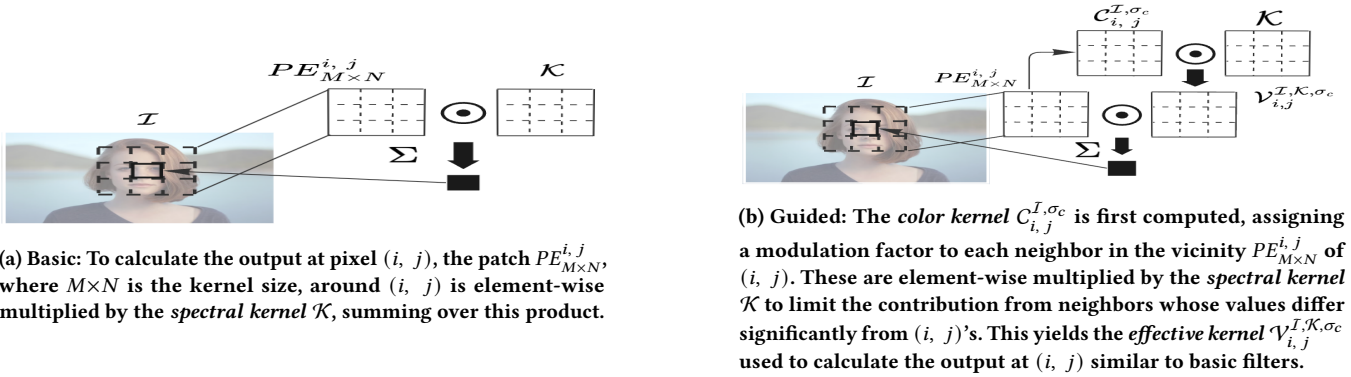 𝓘
PE^{i, j}_{M×N}
𝒦
Σ
(a) Basic: To calculate the output at pixel (i, j), the patch PE^{i, j}_{M×N},
where M×N is the kernel size, around (i, j) is element-wise
multiplied by the spectral kernel 𝒦, summing over this product.
𝒞^{𝓘,σ_c}_{i, j}
𝒦
𝓘
PE^{i, j}_{M×N}
𝒱^{𝓘,𝒦,σ_c}_{i,j}
Σ
(b) Guided: The color kernel 𝒞^{𝓘,σ_c}_{i, j} is first computed, assigning
a modulation factor to each neighbor in the vicinity PE^{i, j}_{M×N} of
(i, j). These are element-wise multiplied by the spectral kernel
𝒦 to limit the contribution from neighbors whose values differ
significantly from (i, j)'s. This yields the effective kernel 𝒱^{𝓘,𝒦,σ_c}_{i, j}
used to calculate the output at (i, j) similar to basic filters.